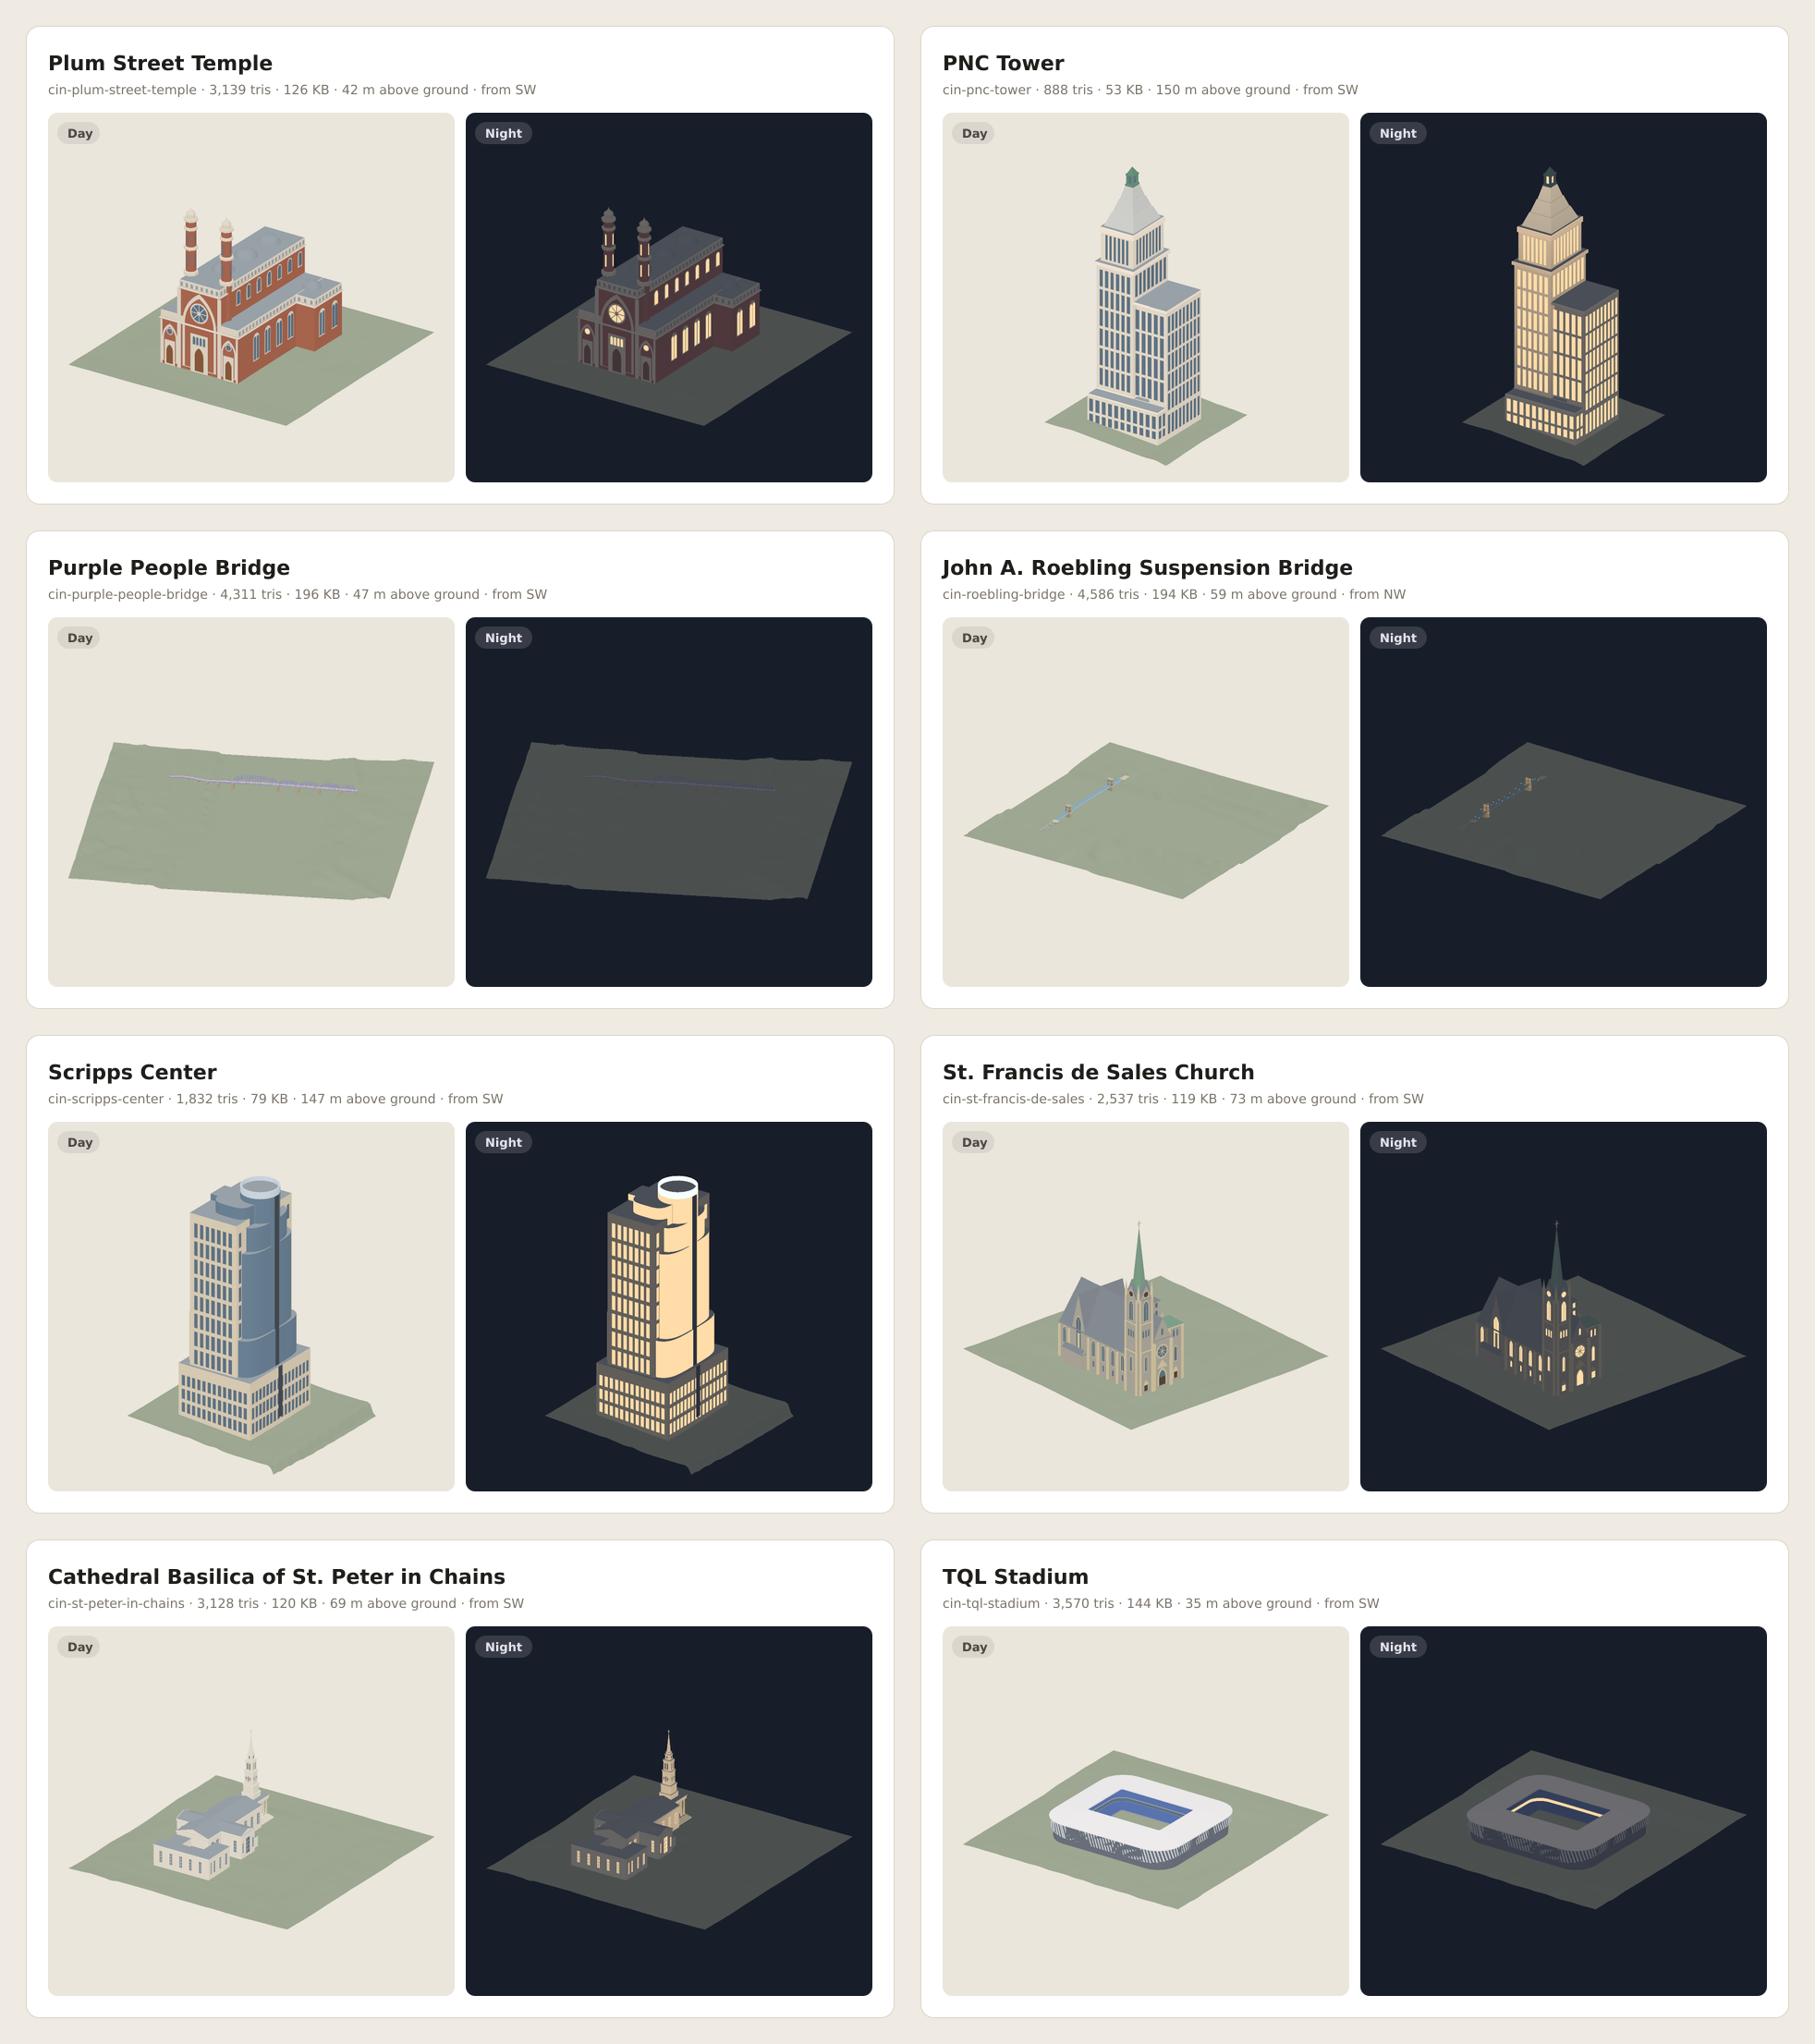 Plum Street Temple
cin-plum-street-temple · 3,139 tris · 126 KB · 42 m above ground · from SW
Day
Night
PNC Tower
cin-pnc-tower · 888 tris · 53 KB · 150 m above ground · from SW
Day
Night
Purple People Bridge
cin-purple-people-bridge · 4,311 tris · 196 KB · 47 m above ground · from SW
Day
Night
John A. Roebling Suspension Bridge
cin-roebling-bridge · 4,586 tris · 194 KB · 59 m above ground · from NW
Day
Night
Scripps Center
cin-scripps-center · 1,832 tris · 79 KB · 147 m above ground · from SW
Day
Night
St. Francis de Sales Church
cin-st-francis-de-sales · 2,537 tris · 119 KB · 73 m above ground · from SW
Day
Night
Cathedral Basilica of St. Peter in Chains
cin-st-peter-in-chains · 3,128 tris · 120 KB · 69 m above ground · from SW
Day
Night
TQL Stadium
cin-tql-stadium · 3,570 tris · 144 KB · 35 m above ground · from SW
Day
Night